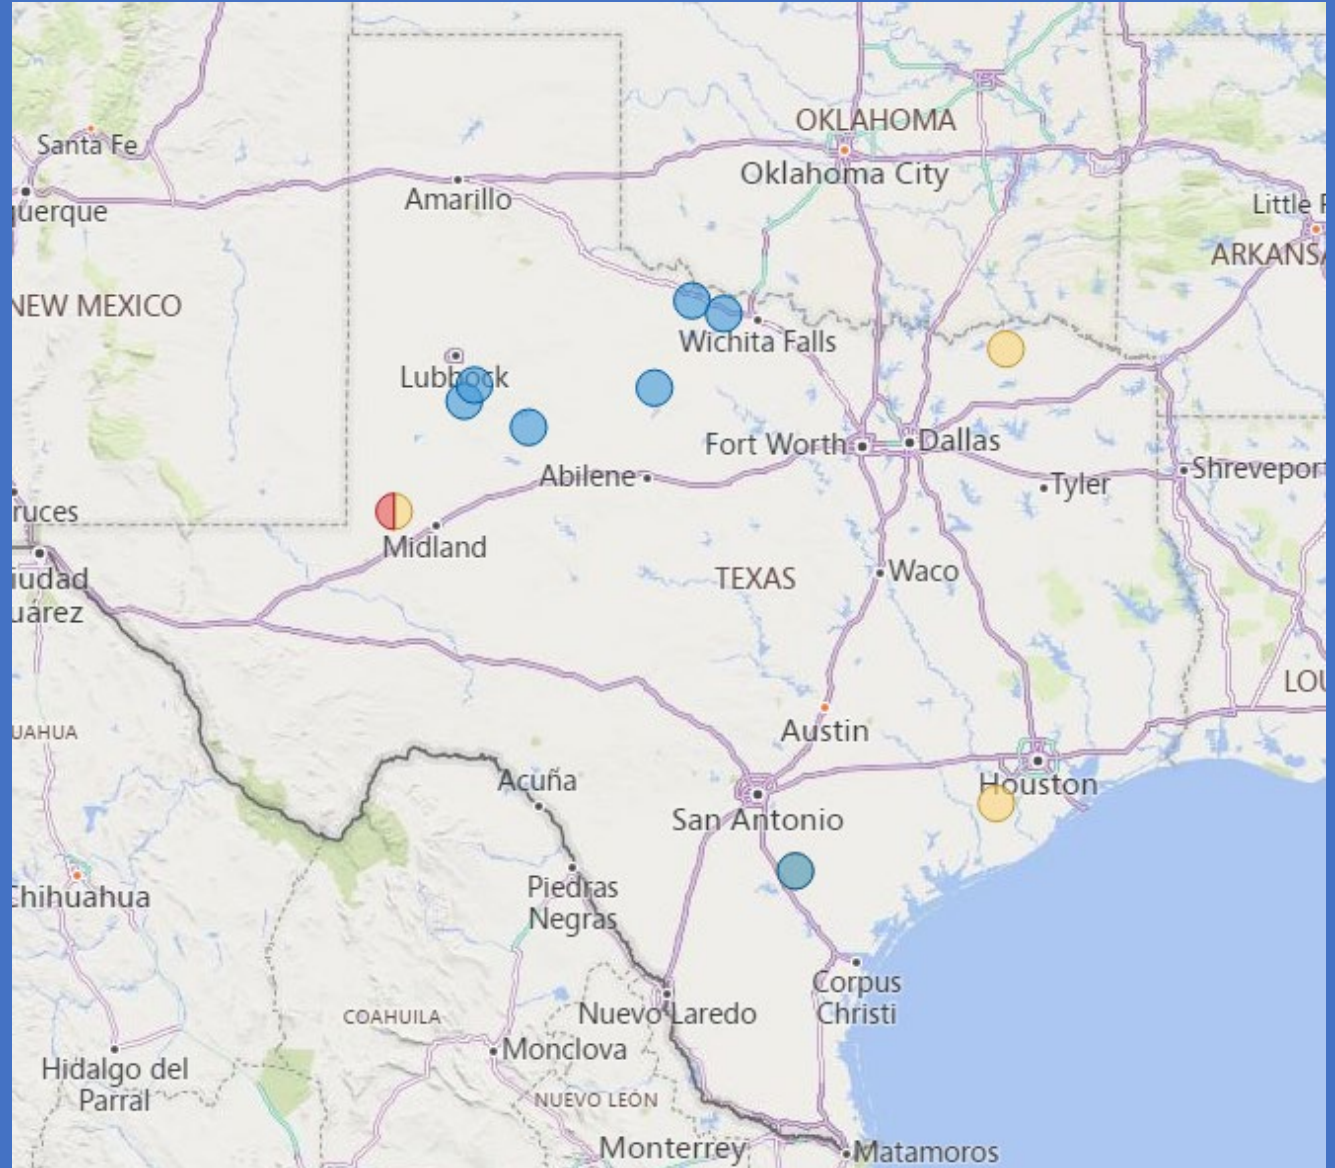 OKLAHOMA
Santa Fe
Oklahoma City
Amarillo
querque
Little R
ARKANSA
NEW MEXICO
Wichita Falls
Lubbock
Fort Worth
Dallas
Abilene
Shreveport
Tyler
ruces
Midland
iudad
uárez
TEXAS
Waco
LOU
UAHUA
Austin
Acuña
Houston
San Antonio
Chihuahua
Piedras
Negras
Corpus
Christi
COAHUILA
Nuevo Laredo
Monclova
Hidalgo del
Parral
NUEVO LEÓN
Monterrey
Matamoros